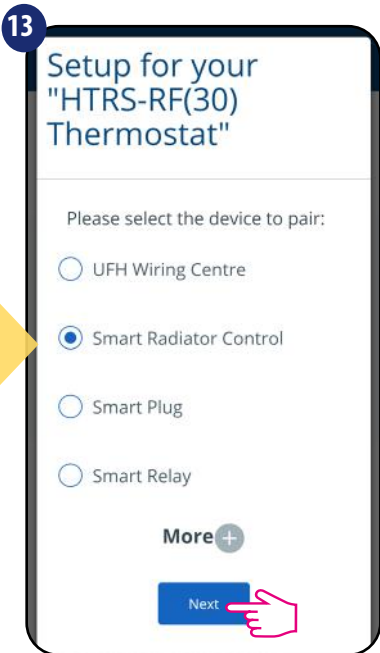 13
Setup for your
"HTRS-RF(30)
Thermostat"
Please select the device to pair:
UFH Wiring Centre
Smart Radiator Control
Smart Plug
Smart Relay
More +
Next